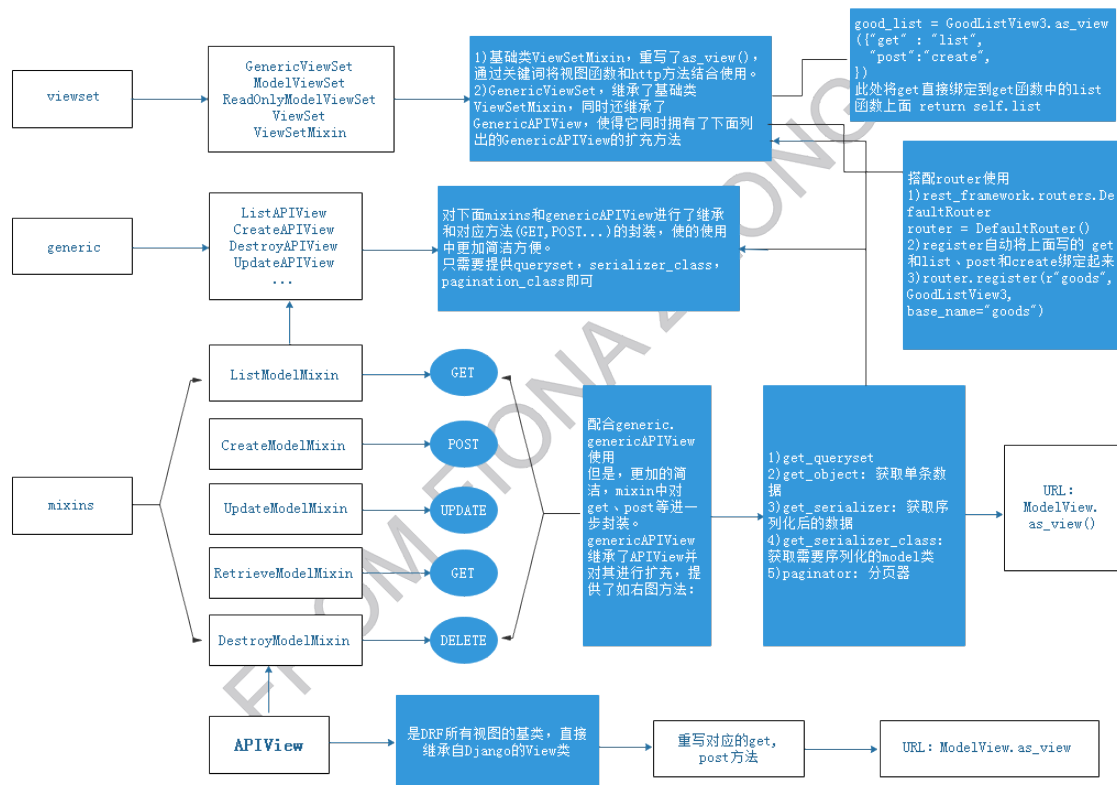 viewset
GenericViewSet
ModelViewSet
ReadOnlyModelViewSet
ViewSet
ViewSetMixin
1)基础类ViewSetMixin，重写了as_view()，
通过关键词将视图函数和http方法结合使用。
2)GenericViewSet，继承了基础类
ViewSetMixin，同时还继承了
GenericAPIView，使得它同时拥有了下面列
出的GenericAPIView的扩充方法
good_list = GoodListView3.as_view
({"get" : "list",
"post":"create",
})
此处将get直接绑定到get函数中的list
函数上面 return self.list
搭配router使用
1)rest_framework.routers.De
faultRouter
router = DefaultRouter()
2)register自动将上面写的 get
和list、post和create绑定起来
3)router.register(r"goods",
GoodListView3,
base_name="goods")
generic
ListAPIView
CreateAPIView
DestroyAPIView
UpdateAPIView
...
对下面mixins和genericAPIView进行了继承
和对应方法(GET,POST...)的封装，使的使用
中更加简洁方便。
只需要提供queryset，serializer_class，
pagination_class即可
mixins
ListModelMixin
GET
CreateModelMixin
POST
UpdateModelMixin
UPDATE
RetrieveModelMixin
GET
DestroyModelMixin
DELETE
配合generic.
genericAPIView
使用
但是，更加的简
洁，mixin中对
get、post等进一
步封装。
genericAPIView
继承了APIView并
对其进行扩充，提
供了如右图方法：
1)get_queryset
2)get_object: 获取单条数
据
3)get_serializer: 获取序
列化后的数据
4)get_serializer_class:
获取需要序列化的model类
5)paginator: 分页器
URL：
ModelView.
as_view()
APIView
是DRF所有视图的基类，直接
继承自Django的View类
重写对应的get,
post方法
URL：ModelView.as_view